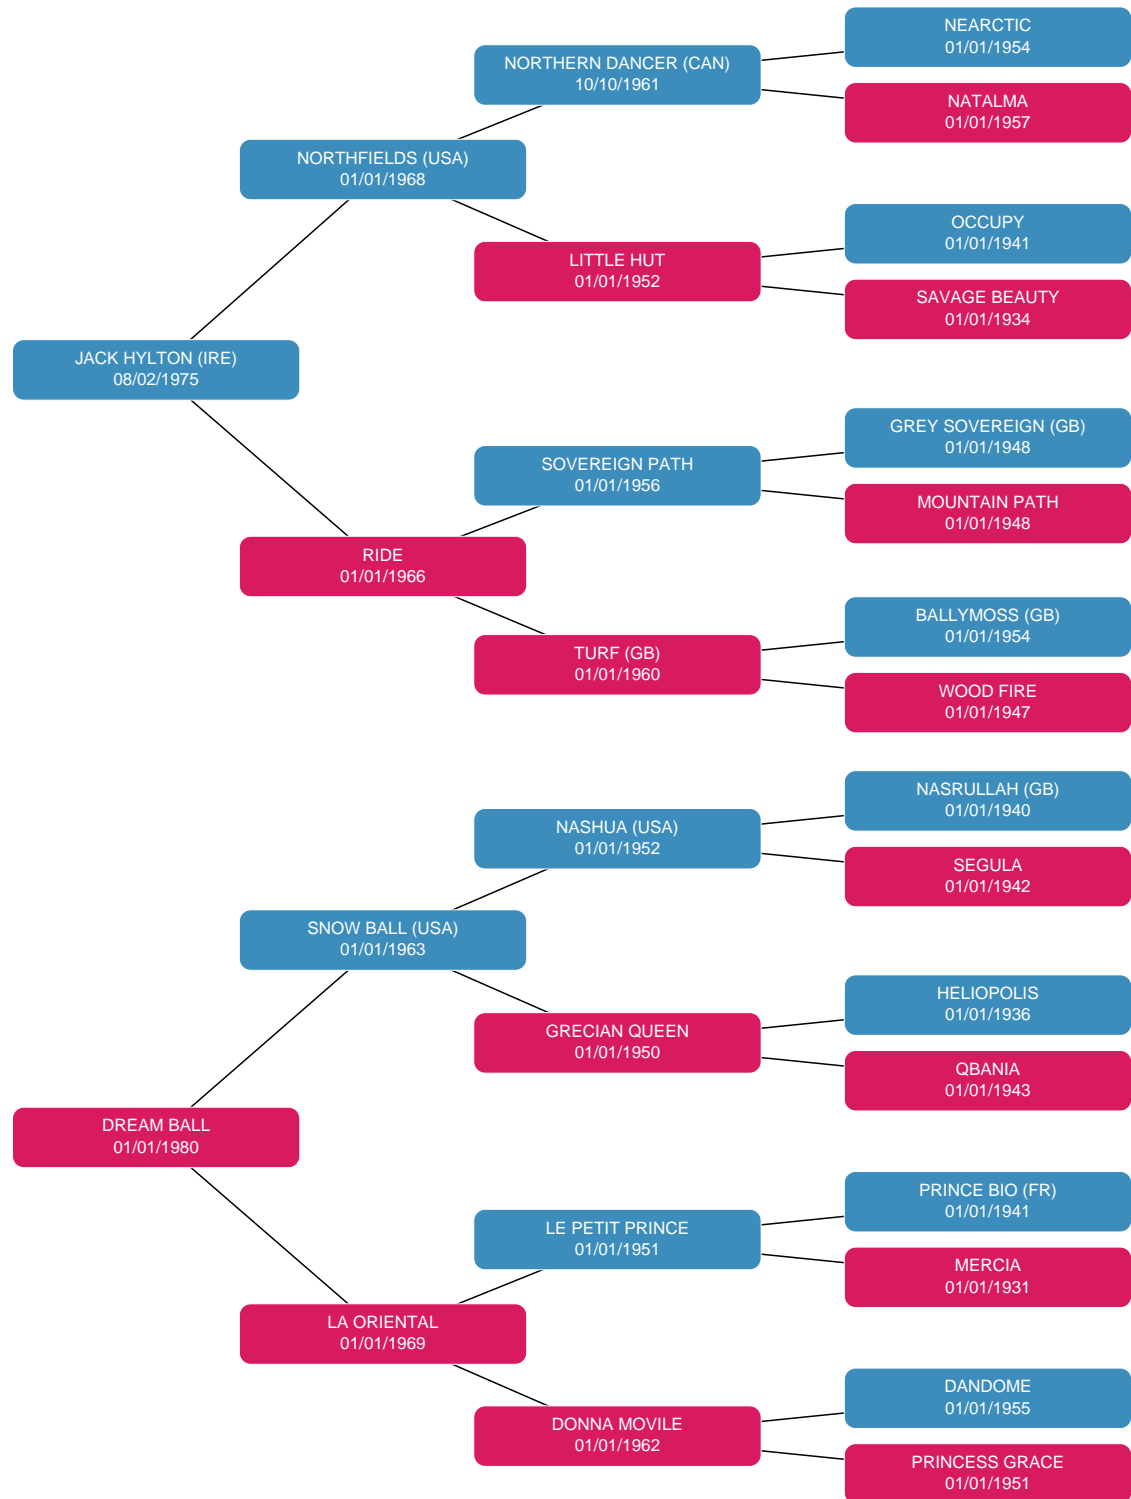 NEARCTIC
01/01/1954
NORTHERN DANCER (CAN)
10/10/1961
NATALMA
01/01/1957
NORTHFIELDS (USA)
01/01/1968
OCCUPY
01/01/1941
LITTLE HUT
01/01/1952
SAVAGE BEAUTY
01/01/1934
JACK HYLTON (IRE)
08/02/1975
GREY SOVEREIGN (GB)
01/01/1948
SOVEREIGN PATH
01/01/1956
MOUNTAIN PATH
01/01/1948
RIDE
01/01/1966
BALLYMOSS (GB)
01/01/1954
TURF (GB)
01/01/1960
WOOD FIRE
01/01/1947
NASRULLAH (GB)
01/01/1940
NASHUA (USA)
01/01/1952
SEGULA
01/01/1942
SNOW BALL (USA)
01/01/1963
HELIOPOLIS
01/01/1936
GRECIAN QUEEN
01/01/1950
QBANIA
01/01/1943
DREAM BALL
01/01/1980
PRINCE BIO (FR)
01/01/1941
LE PETIT PRINCE
01/01/1951
MERCIA
01/01/1931
LA ORIENTAL
01/01/1969
DANDOME
01/01/1955
DONNA MOVILE
01/01/1962
PRINCESS GRACE
01/01/1951